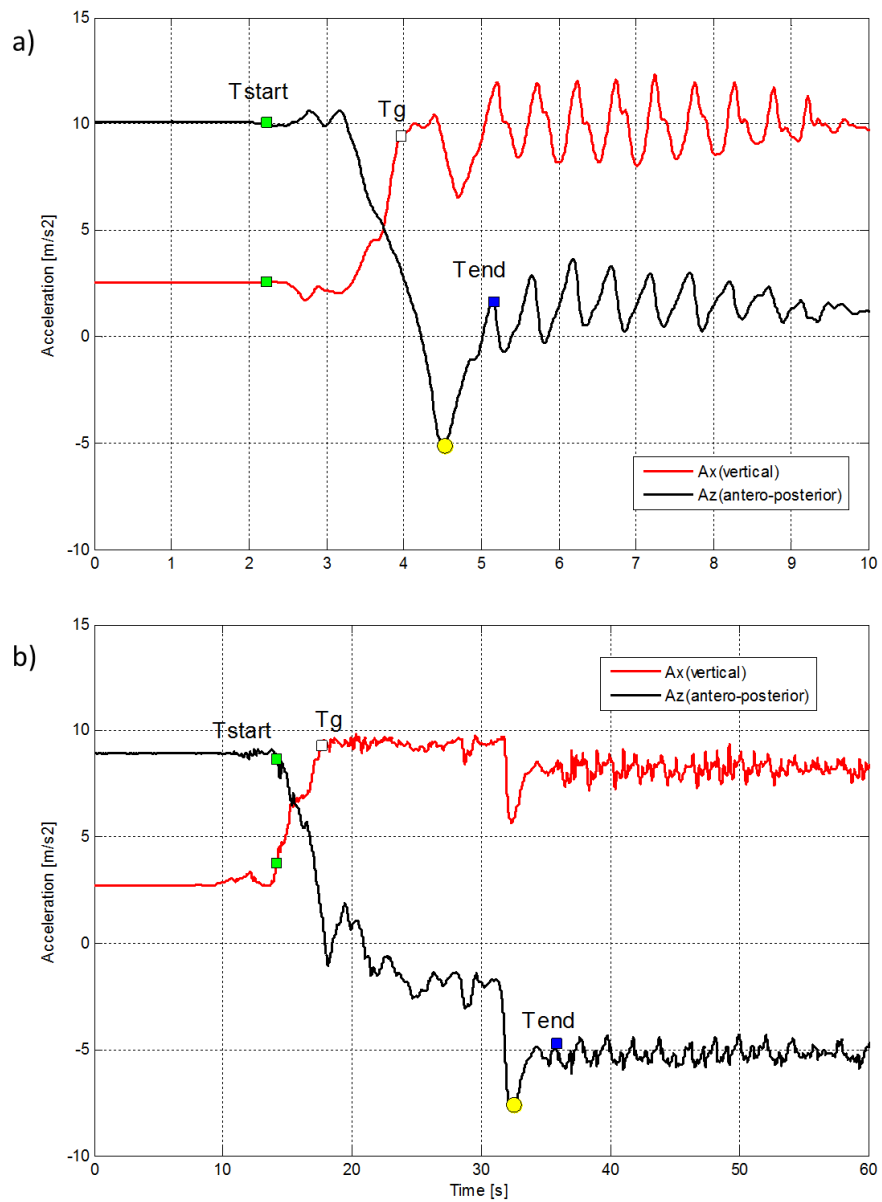 a)
15
10
5
0
-5
-10
Acceleration [m/s2]
Tstart
Tg
Tend
Ax(vertical)
Az(antero-posterior)
0 1 2 3 4 5 6 7 8 9 10
b)
15
10
5
0
-5
-10
Acceleration [m/s2]
Tstart
Tg
Tend
Ax(vertical)
Az(antero-posterior)
0 10 20 30 40 50 60
Time [s]